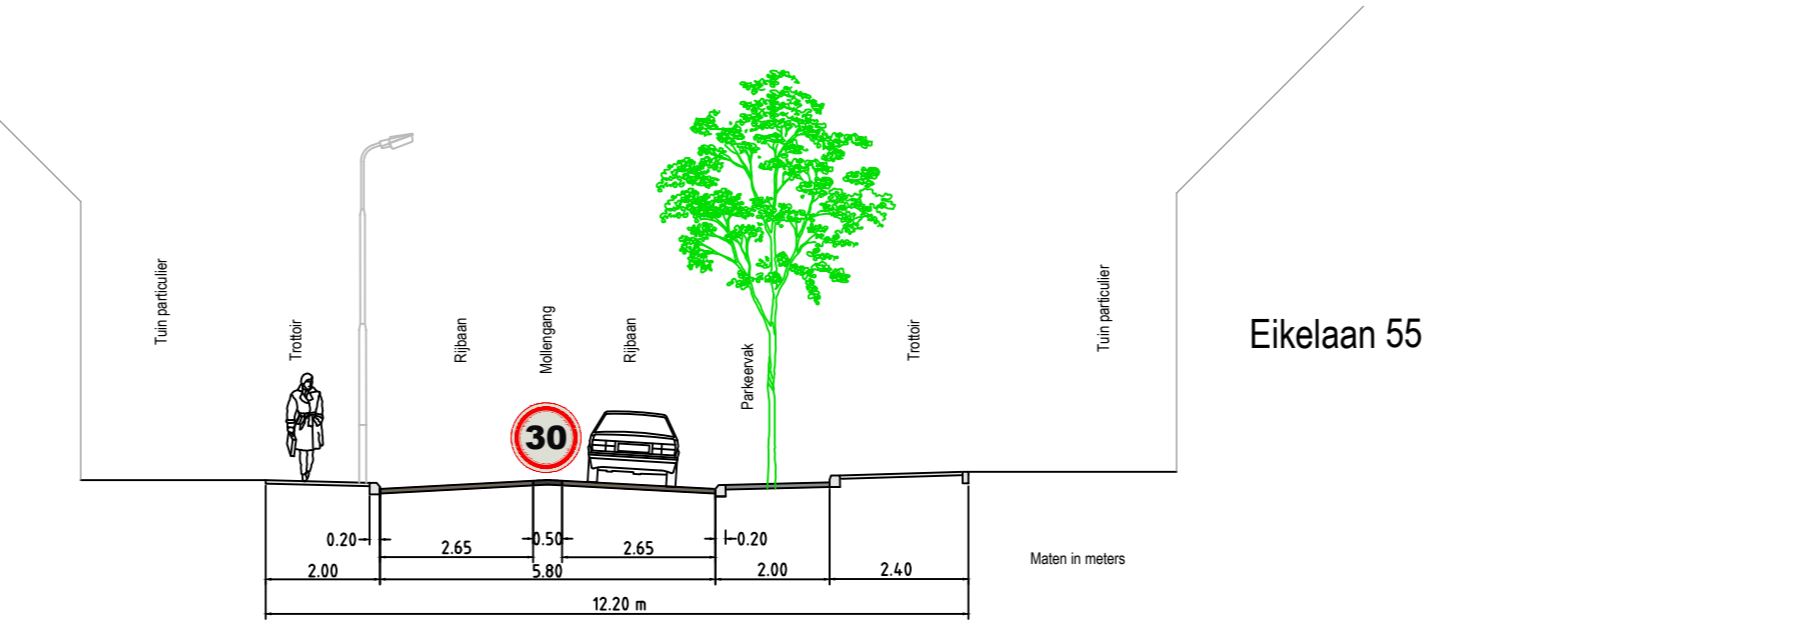 Tuin particulier
Trottoir
Rijbaan
Mollengang
Rijbaan
Parkeervak
Trottoir
Tuin particulier
Eikelaan 55
30
0.20
2.65
0.50
2.65
0.20
2.00
5.80
2.00
2.40
12.20 m
Maten in meters